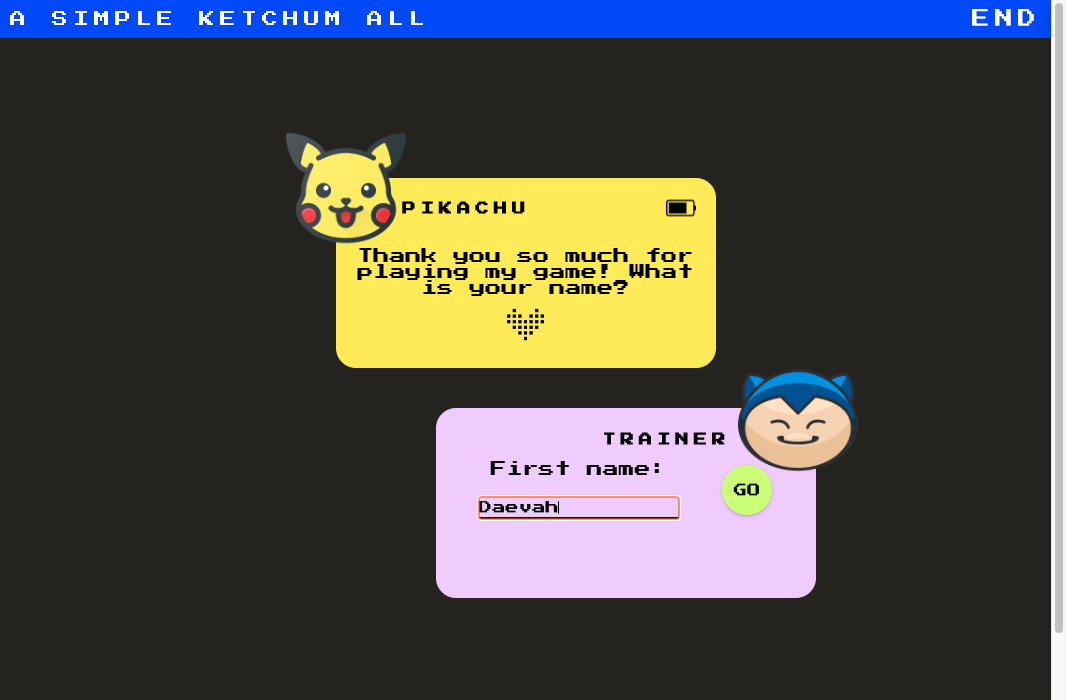 A SIMPLE KETCHUM ALL
END
PIKACHU
Thank you so much for
playing my game! What
is your name?
TRAINER
First name:
GO
Daevah